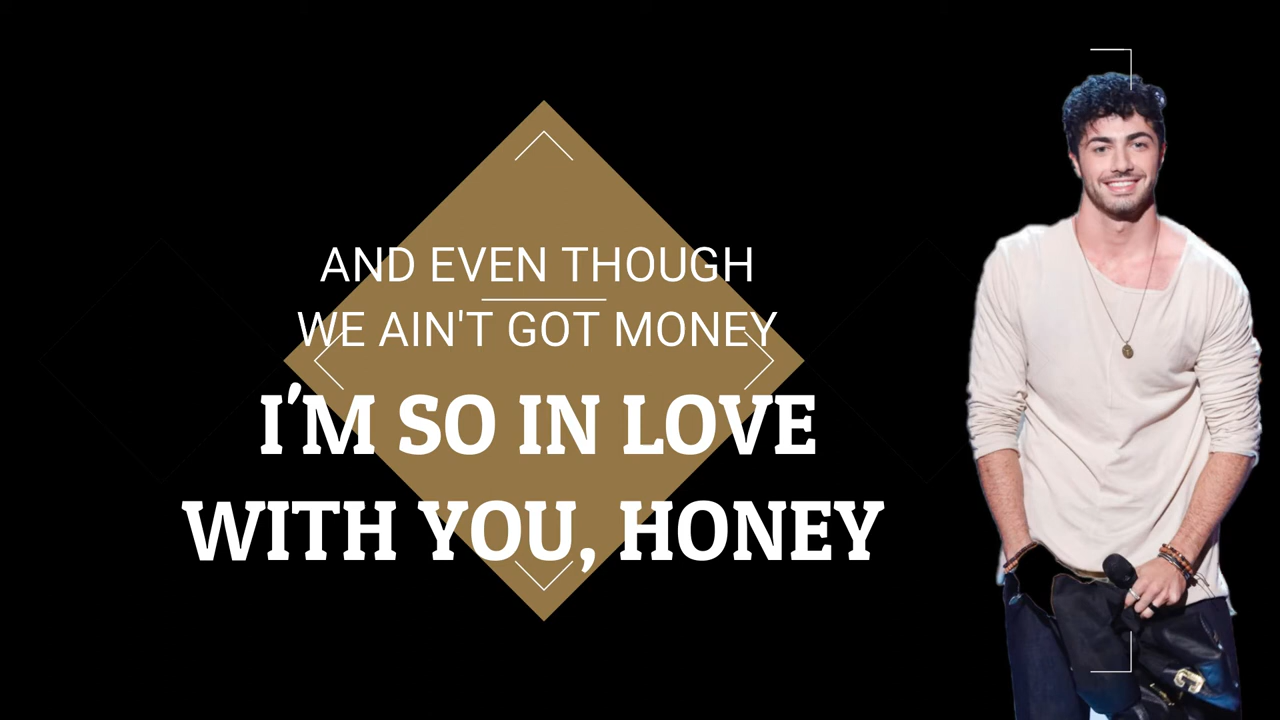 AND EVEN THOUGH
WE AIN'T GOT MONEY
I'M SO IN LOVE
WITH YOU, HONEY